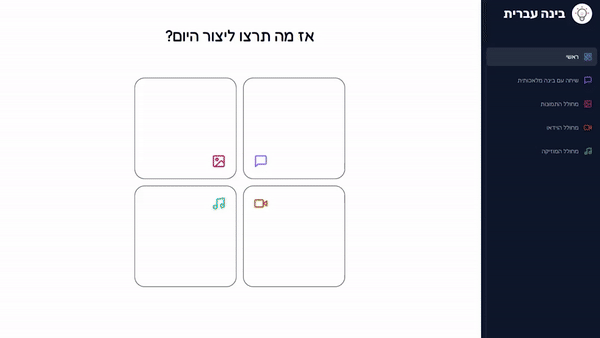 בינה עברית
ראשי
שיחה עם בינה מלאכותית
מחולל התמונות
מחולל הוידאו
מחולל המוזיקה
אז מה תרצו ליצור היום?